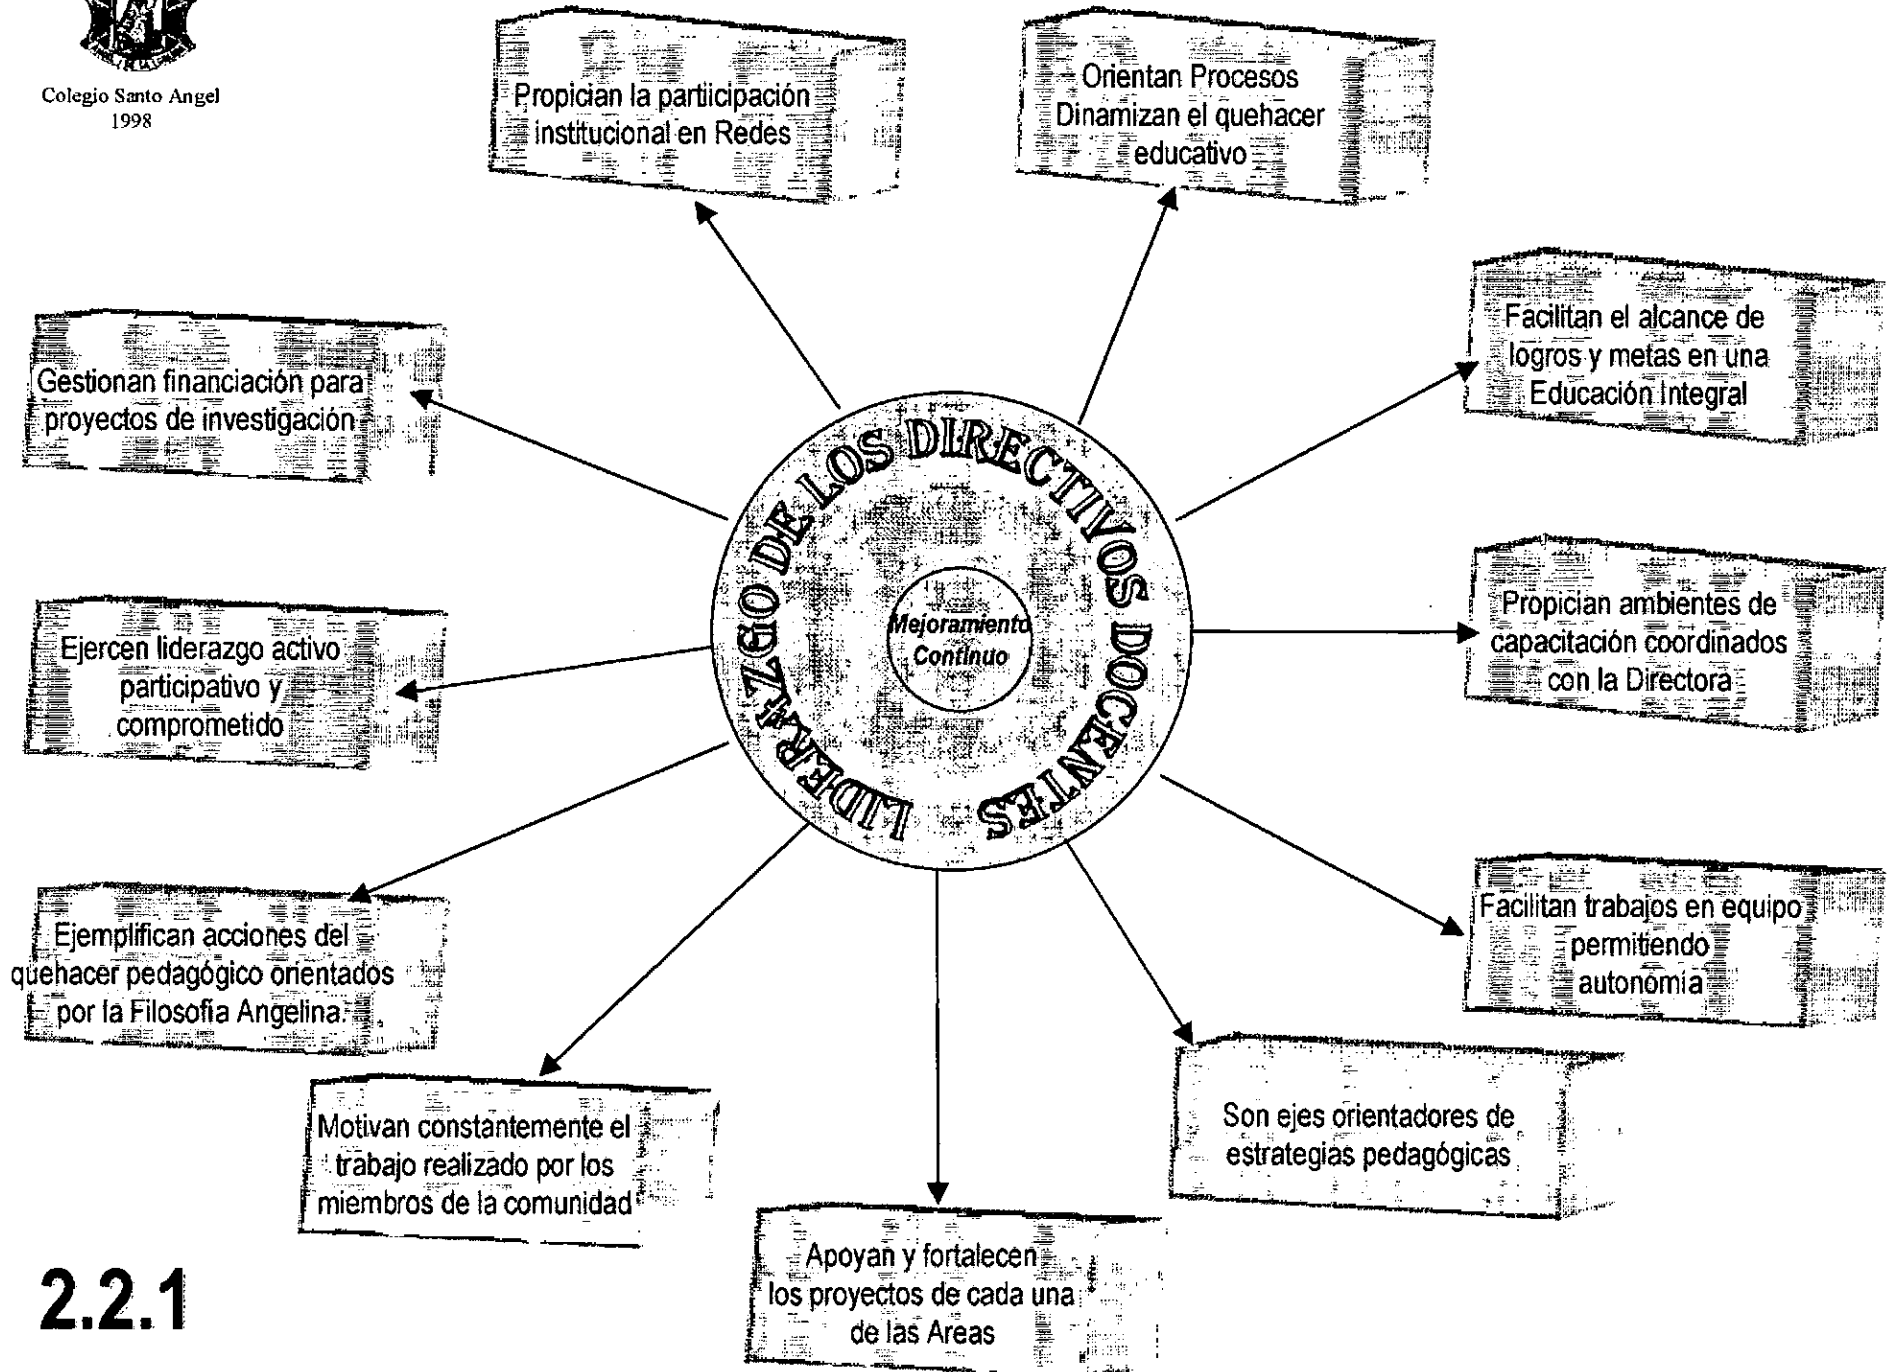 Colegio Santo Angel
1998
Propician la partiicipación
institucional en Redes
Orientan Procesos
Dinamizan el quehacer
educativo
Facilitan el alcance de
logros y metas en una
Educación Integral
Gestionan financiación para
proyectos de investigación
LIDERAZGO DE LOS DIRECTIVOS DOCENTES
Mejoramiento
Continuo
Propician ambientes de
capacitación coordinados
con la Directora
Ejercen liderazgo activo
participativo y
comprometido
Facilitan trabajos en equipo
permitiendo
autonomía
Ejemplifican acciones del
quehacer pedagógico orientados
por la Filosofía Angelina.
Son ejes orientadores de
estrategias pedagógicas
Motivan constantemente el
trabajo realizado por los
miembros de la comunidad
Apoyan y fortalecen
los proyectos de cada una
de las Areas
2.2.1